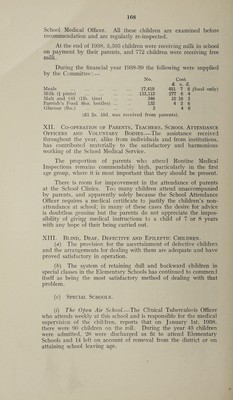 168
School Medical Officer. All these children are examined before
recommendation and are regularly re-inspected.
At the end of 1938, 5,593 children were receiving milk in school
on payment by their parents, and 772 children were receiving free
milk.
During the financial year 1938-39 the following were supplied
by the Committee:—
No. Cost
£ s. d.
Meals 17,418 491 7 6 (food only)
Milk (⅓ pints) 133,113 277 6 4
Malt and Oil (1lb. tins) 346 13 16 3
Parrish's Food (8oz. bottles) 132 4 2 6
Glucose (lbs.) 3 4 0
(£1 2s. 10d. was received from parents).
XII. Co-operation of Parents, Teachers, School Attendance
Officers and Voluntary Bodies.—The assistance received
throughout the year, alike from individuals and from institutions,
has contributed materially to the satisfactory and harmonious
working of the School Medical Service.
The proportion of parents who attend Routine Medical
Inspections remains commendably high, particularly in the first
age group, where it is most important that they should be present.
There is room for improvement in the attendance of parents
at the School Clinics. Too many children attend unaccompanied
by parents, and apparently solely because the School Attendance
Officer requires a medical certificate to justify the children's non-
attendance at school; in many of these cases the desire for advice
is doubtless genuine but the parents do not appreciate the impos-
sibility of giving medical instructions to a child of 7 or 8 years
with any hope of their being carried out.
XIII. Blind, Deaf, Defective and Epileptic Children.
(a) The provision for the ascertainment of defective children
and the arrangements for dealing with them are adequate and have
proved satisfactory in operation.
(b) The system of retaining dull and backward children in
special classes in the Elementary Schools has continued to commend
itself as being the most satisfactory method of dealing with that
problem.
(c) Special Schools.
(i) The Open Air School.—The Clinical Tuberculosis Officer
who attends weekly at this school and is responsible for the medical
supervision of the children, reports that on January 1st, 1938,
there were 90 children on the roll. During the year 43 children
were admitted, 28 were discharged as fit to attend Elementary
Schools and 14 left on account of removal from the district or on
attaining school leaving age.